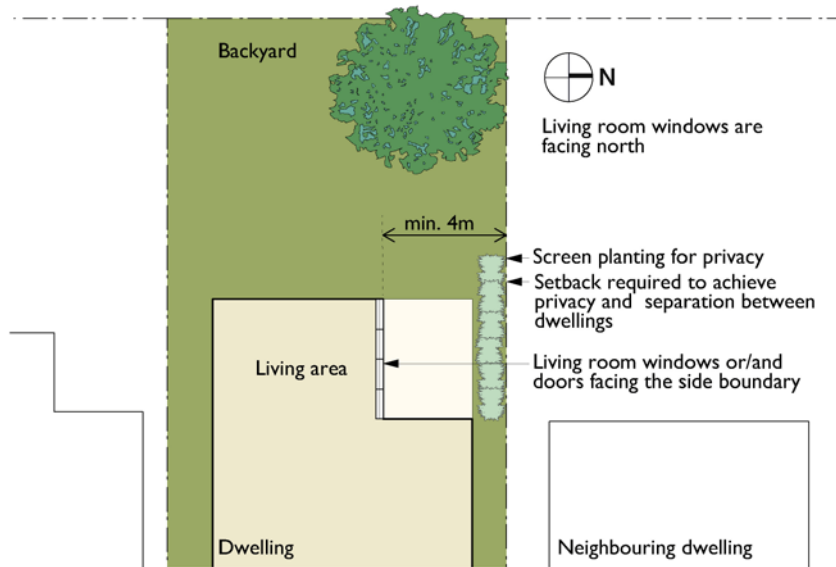 Backyard
N
Living room windows are
facing north
min. 4m
Screen planting for privacy
Setback required to achieve
privacy and separation between
dwellings
Living area
Living room windows or/and
doors facing the side boundary
Dwelling
Neighbouring dwelling